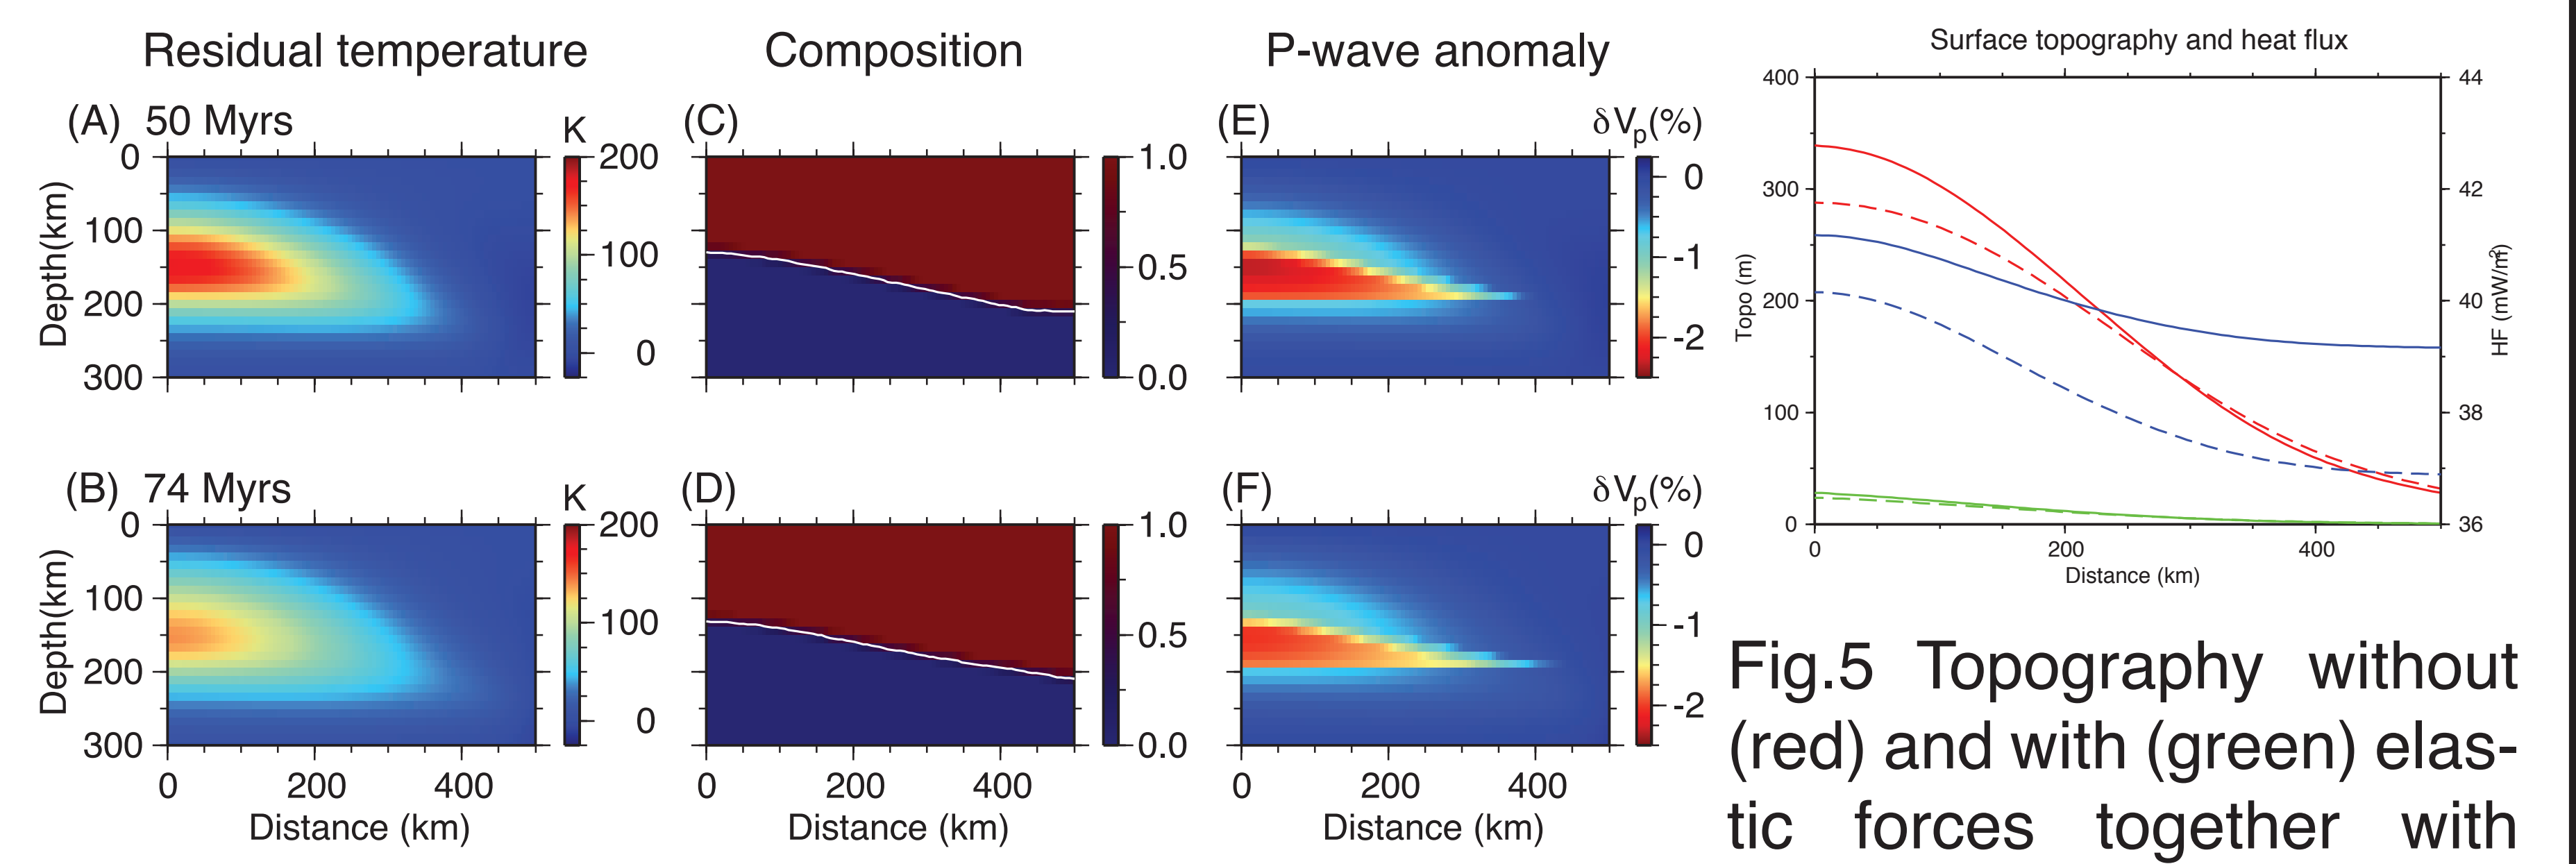 Residual temperature
Composition
P-wave anomaly
(A) 50 Myrs
K
0
100
200
300
Depth(km)
200
100
0
(C)
1.0
0.5
0.0
(E)
δVp(%)
0
-1
-2
(B) 74 Myrs
K
0
100
200
300
Depth(km)
200
100
0
0 200 400
Distance (km)
(D)
1.0
0.5
0.0
0 200 400
Distance (km)
(F)
δVp(%)
0
-1
-2
0 200 400
Distance (km)
Surface topography and heat flux
400
300
200
100
0
Topo (m)
44
42
40
38
36
HF (mW/m²)
0 200 400
Distance (km)
Fig.5 Topography without
(red) and with (green) elas-
tic forces together with